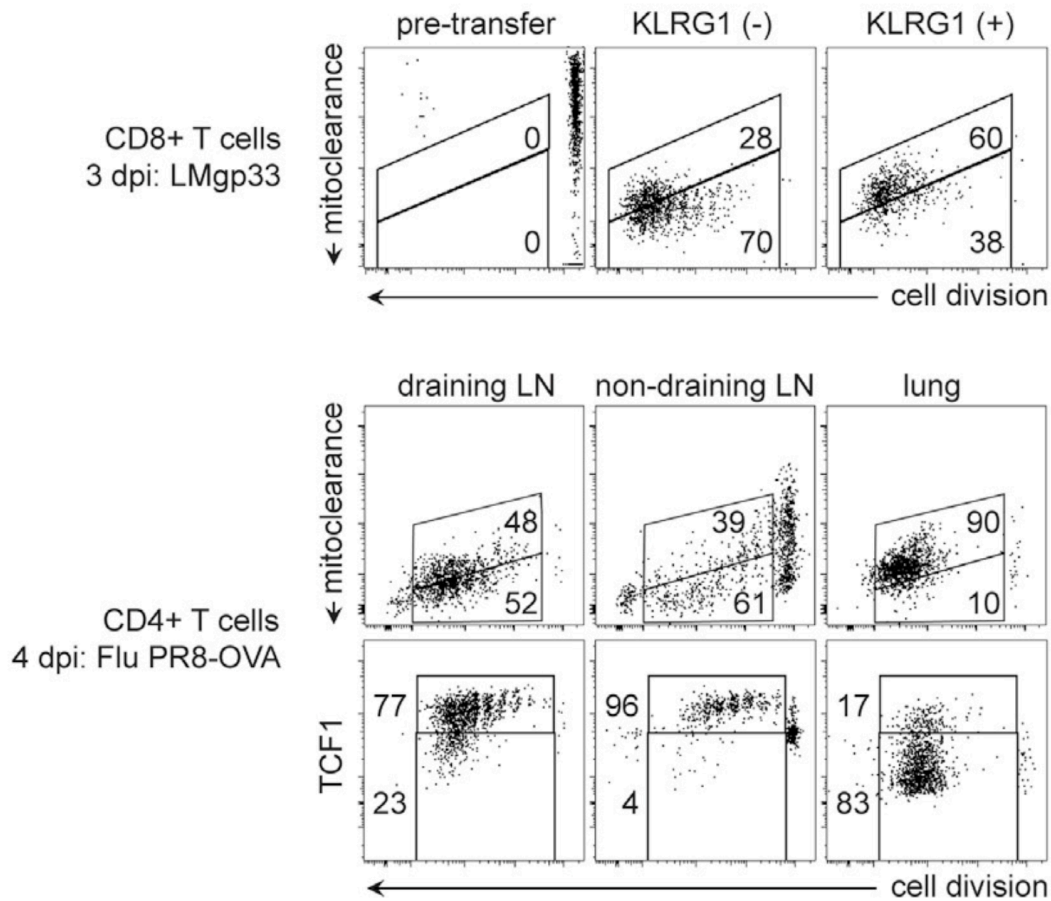 pre-transfer KLRG1 (-) KLRG1 (+)
CD8+ T cells
3 dpi: LMgp33
mitoclearance
0 28 60
0 70 38
cell division
draining LN non-draining LN lung
CD4+ T cells
4 dpi: Flu PR8-OVA
mitoclearance
48 39 90
52 61 10
TCF1
77 96 17
23 4 83
cell division